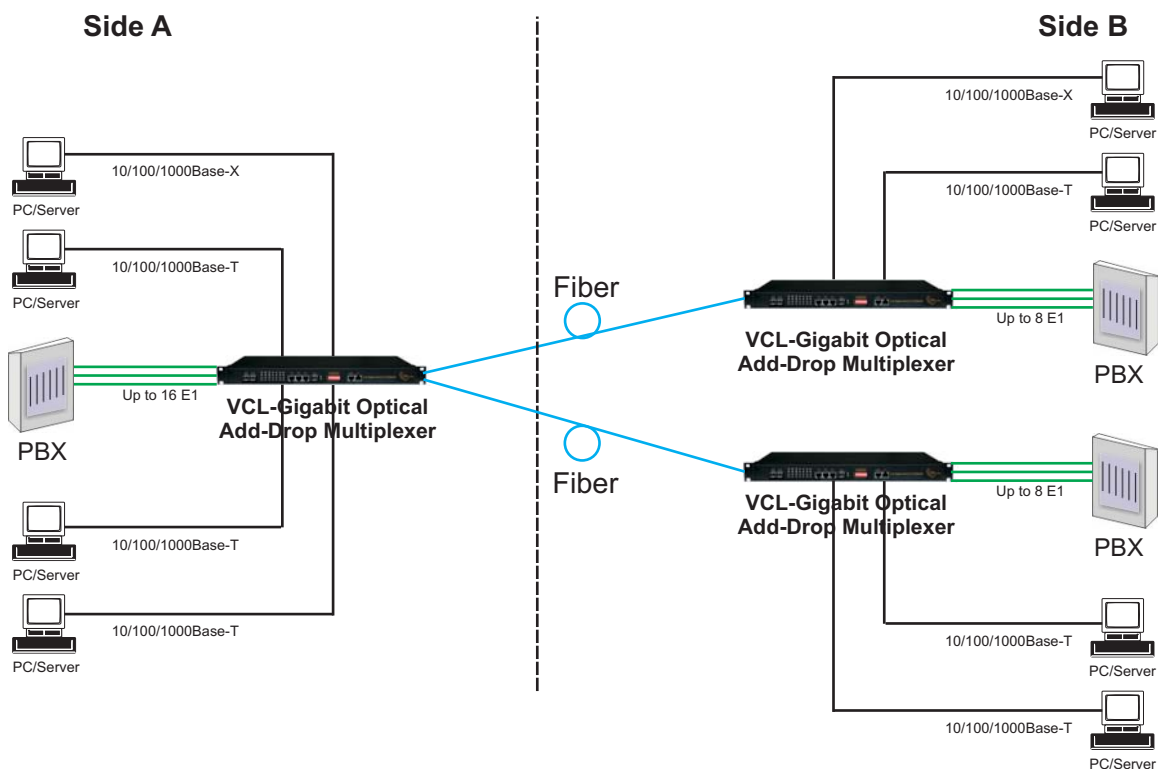 Side A
Side B
10/100/1000Base-X
PC/Server
10/100/1000Base-T
PC/Server
Up to 16 E1
PBX
VCL-Gigabit Optical
Add-Drop Multiplexer
10/100/1000Base-T
PC/Server
10/100/1000Base-T
PC/Server
Fiber
Fiber
10/100/1000Base-X
PC/Server
10/100/1000Base-T
PC/Server
VCL-Gigabit Optical
Add-Drop Multiplexer
Up to 8 E1
PBX
VCL-Gigabit Optical
Add-Drop Multiplexer
Up to 8 E1
PBX
10/100/1000Base-T
PC/Server
10/100/1000Base-T
PC/Server